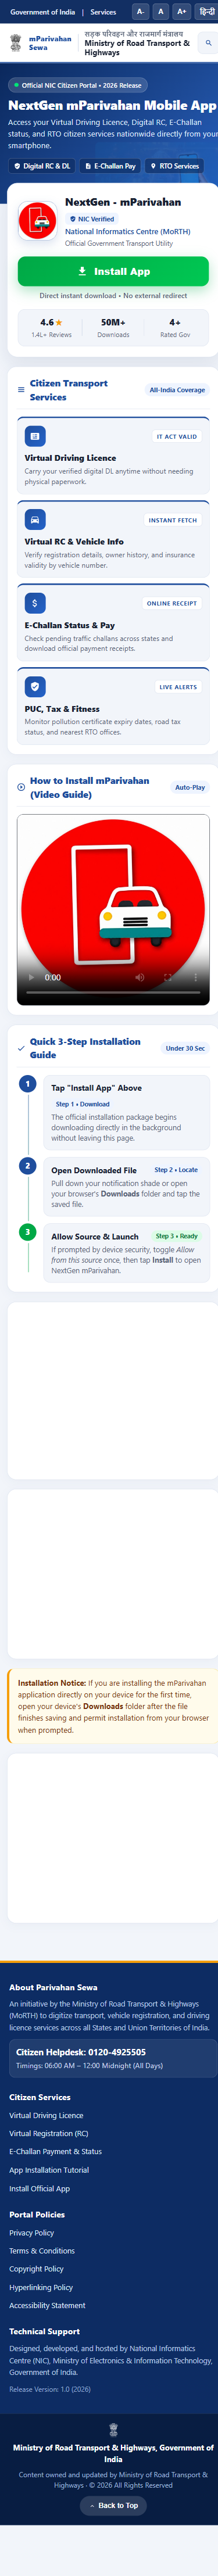 Government of India | Services
A-
A
A+
हिन्दी
mParivahan
Sewa
सड़क परिवहन और राजमार्ग मंत्रालय
Ministry of Road Transport &
Highways
Official NIC Citizen Portal • 2026 Release
NextGen mParivahan Mobile App
Access your Virtual Driving Licence, Digital RC, E-Challan
status, and RTO citizen services nationwide directly from your
smartphone.
Digital RC & DL
E-Challan Pay
RTO Services
NextGen - mParivahan
NIC Verified
National Informatics Centre (MoRTH)
Official Government Transport Utility
Install App
Direct instant download • No external redirect
4.6★
50M+
4+
1.4L+ Reviews
Downloads
Rated Gov
Citizen Transport
Services
All-India Coverage
IT ACT VALID
Virtual Driving Licence
Carry your verified digital DL anytime without needing
physical paperwork.
INSTANT FETCH
Virtual RC & Vehicle Info
Verify registration details, owner history, and insurance
validity by vehicle number.
ONLINE RECEIPT
E-Challan Status & Pay
Check pending traffic challans across states and
download official payment receipts.
LIVE ALERTS
PUC, Tax & Fitness
Monitor pollution certificate expiry dates, road tax
status, and nearest RTO offices.
How to Install mParivahan
(Video Guide)
Auto-Play
0:00
Quick 3-Step Installation
Guide
Under 30 Sec
1
Tap "Install App" Above
Step 1 • Download
The official installation package begins
downloading directly in the background
without leaving this page.
2
Open Downloaded File
Step 2 • Locate
Pull down your notification shade or open
your browser's Downloads folder and tap the
saved file.
3
Allow Source & Launch
Step 3 • Ready
If prompted by device security, toggle Allow
from this source once, then tap Install to open
NextGen mParivahan.
Installation Notice: If you are installing the mParivahan
application directly on your device for the first time,
open your device's Downloads folder after the file
finishes saving and permit installation from your browser
when prompted.
About Parivahan Sewa
An initiative by the Ministry of Road Transport & Highways
(MoRTH) to digitize transport, vehicle registration, and driving
licence services across all States and Union Territories of India.
Citizen Helpdesk: 0120-4925505
Timings: 06:00 AM – 12:00 Midnight (All Days)
Citizen Services
Virtual Driving Licence
Virtual Registration (RC)
E-Challan Payment & Status
App Installation Tutorial
Install Official App
Portal Policies
Privacy Policy
Terms & Conditions
Copyright Policy
Hyperlinking Policy
Accessibility Statement
Technical Support
Designed, developed, and hosted by National Informatics
Centre (NIC), Ministry of Electronics & Information Technology,
Government of India.
Release Version: 1.0 (2026)
Ministry of Road Transport & Highways, Government of
India
Content owned and updated by Ministry of Road Transport &
Highways · © 2026 All Rights Reserved
Back to Top